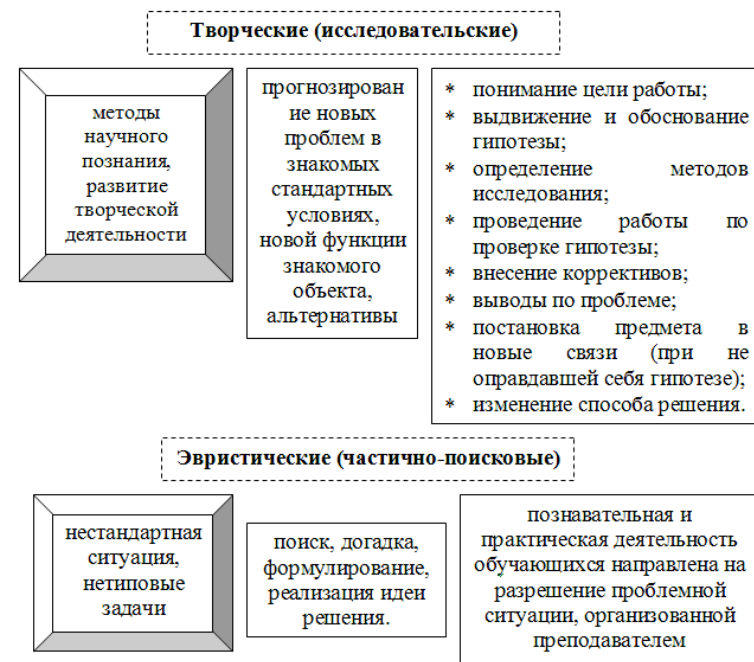 Творческие (исследовательские)
методы
научного
познания,
развитие
творческой
деятельности
прогнозирован
ие новых
проблем в
знакомых
стандартных
условиях,
новой функции
знакомого
объекта,
альтернативы
* понимание цели работы;
* выдвижение и обоснование
гипотезы;
* определение методов
исследования;
* проведение работы по
проверке гипотезы;
* внесение коррективов;
* выводы по проблеме;
* постановка предмета в
новые связи (при не
оправдавшей себя гипотезе);
* изменение способа решения.
Эвристические (частично-поисковые)
нестандартная
ситуация,
нетиповые
задачи
поиск, догадка,
формулирование,
реализация идеи
решения.
познавательная и
практическая деятельность
обучающихся направлена на
разрешение проблемной
ситуации, организованной
преподавателем